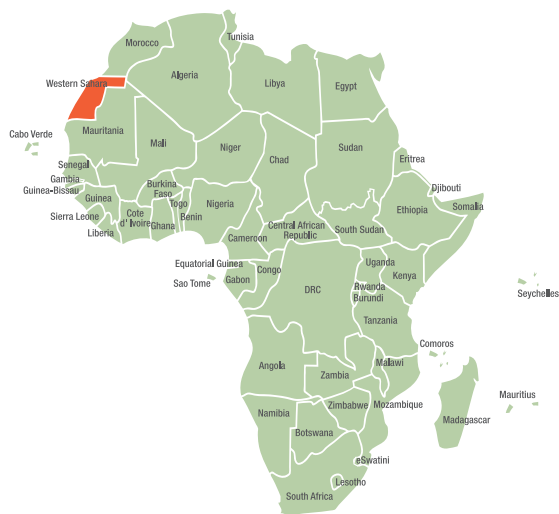 Tunisia
Morocco
Algeria
Libya
Egypt
Western Sahara
Mauritania
Mali
Niger
Chad
Sudan
Eritrea
Cabo Verde
Senegal
Gambia
Guinea-Bissau
Guinea
Sierra Leone
Liberia
Cote
d' Ivoire
Burkina
Faso
Ghana
Togo
Benin
Nigeria
Cameroon
Central African
Republic
South Sudan
Ethiopia
Djibouti
Somalia
Equatorial Guinea
Sao Tome
Gabon
Congo
DRC
Uganda
Kenya
Rwanda
Burundi
Tanzania
Seychelles
Comoros
Angola
Zambia
Malawi
Mozambique
Mauritius
Madagascar
Namibia
Zimbabwe
Botswana
eSwatini
Lesotho
South Africa